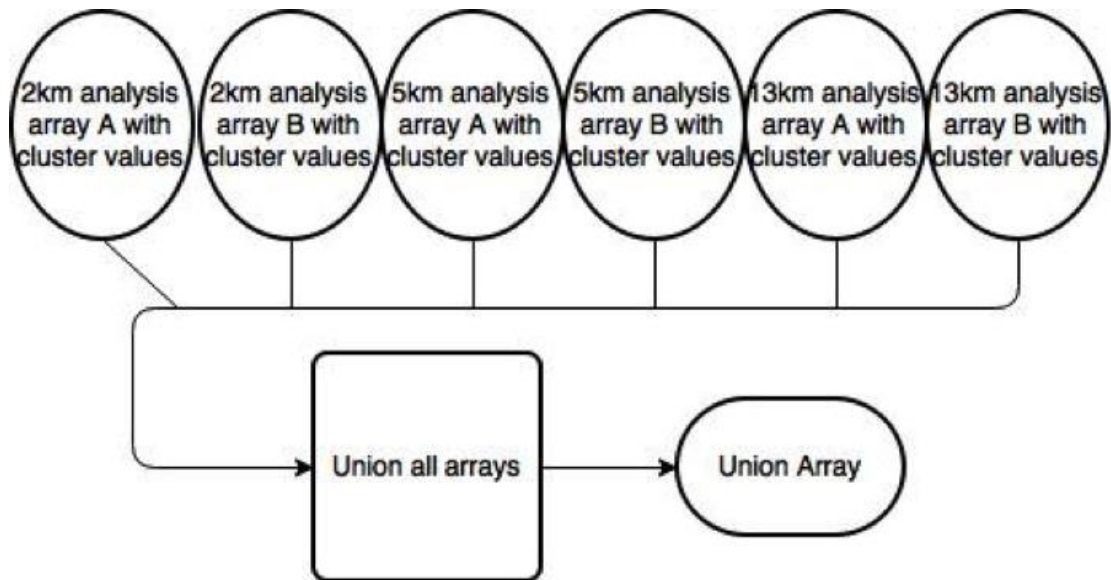 2km analysis
array A with
cluster values
2km analysis
array B with
cluster values
5km analysis
array A with
cluster values
5km analysis
array B with
cluster values
13km analysis
array A with
cluster values
13km analysis
array B with
cluster values
Union all arrays
Union Array